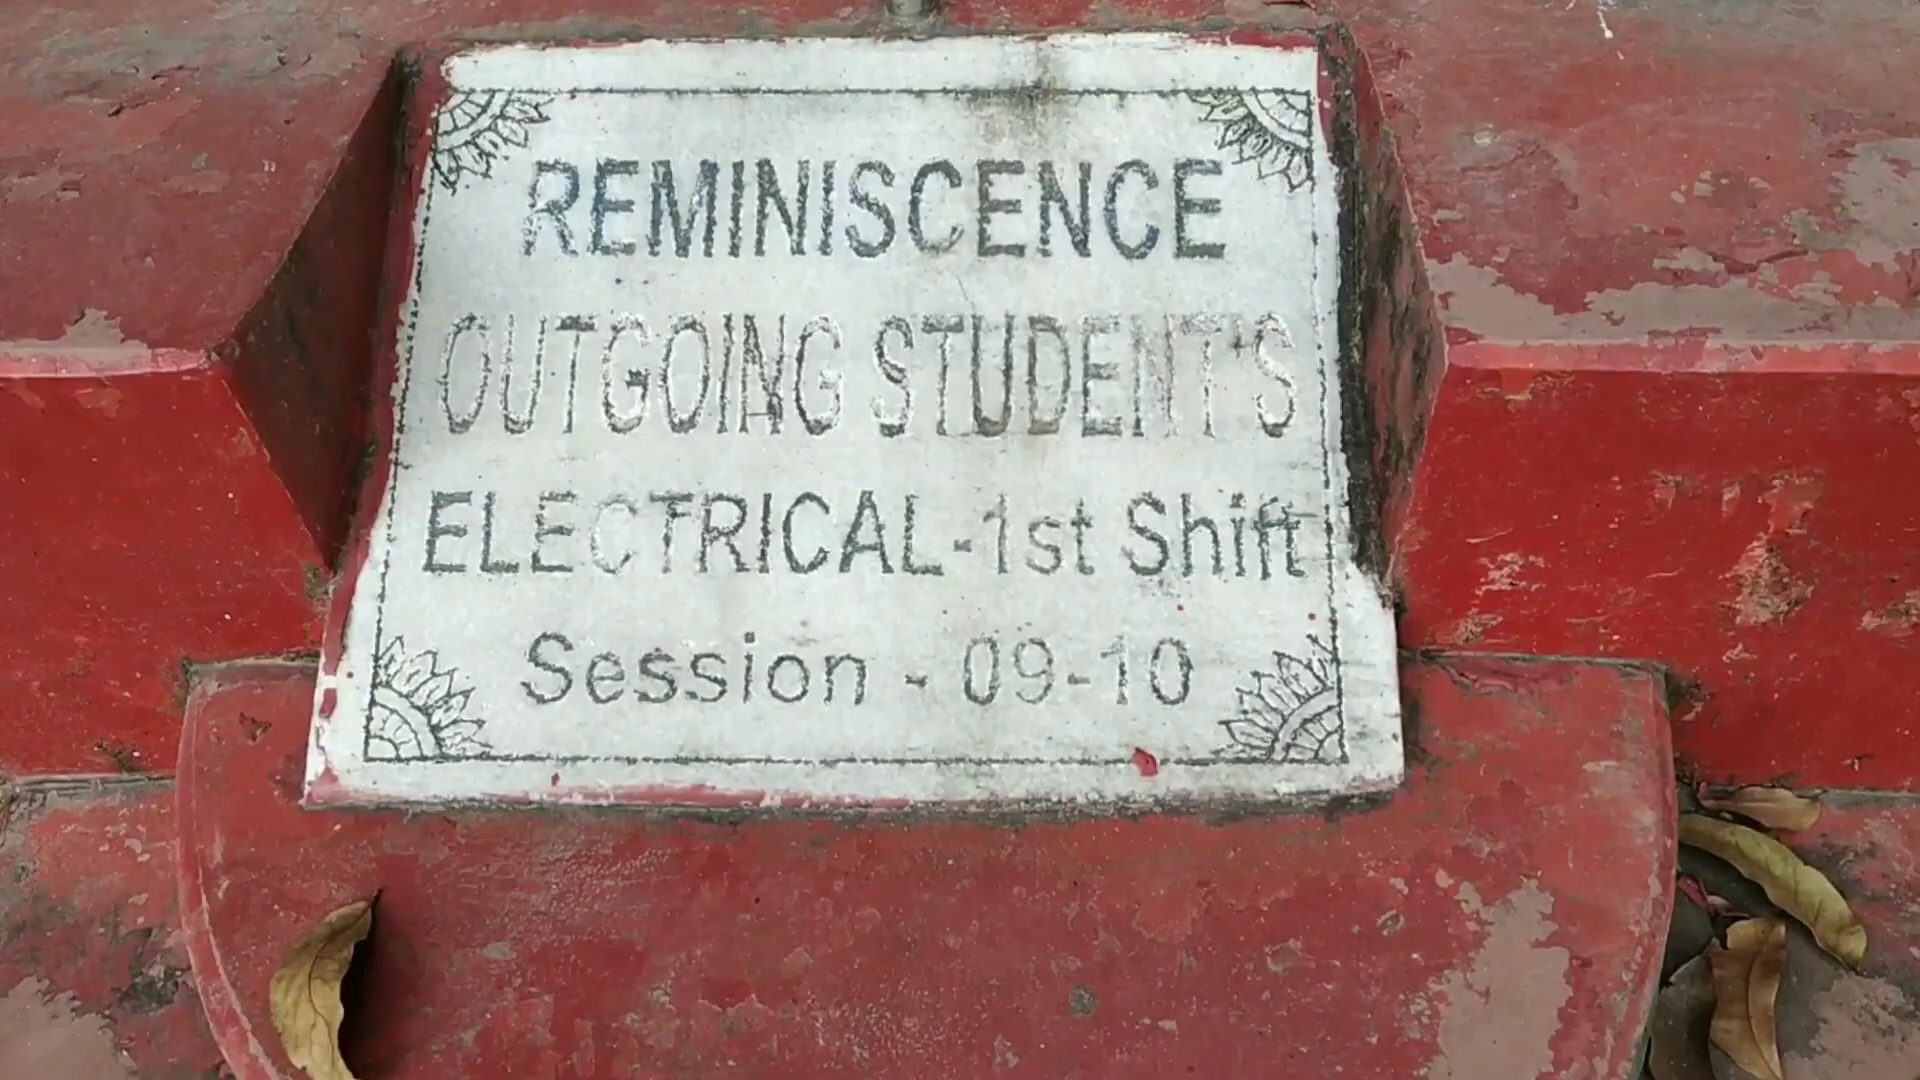 REMINISCENCE
OUTGOING STUDENT'S
ELECTRICAL-1st Shift
Session - 09-10